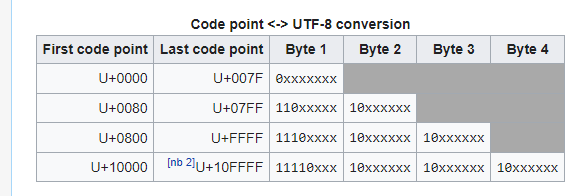 Code point <-> UTF-8 conversion
First code point Last code point Byte 1 Byte 2 Byte 3 Byte 4
U+0000 U+007F 0xxxxxxx
U+0080 U+07FF 110xxxxx 10xxxxxx
U+0800 U+FFFF 1110xxxx 10xxxxxx 10xxxxxx
U+10000 [nb 2]U+10FFFF 11110xxx 10xxxxxx 10xxxxxx 10xxxxxx